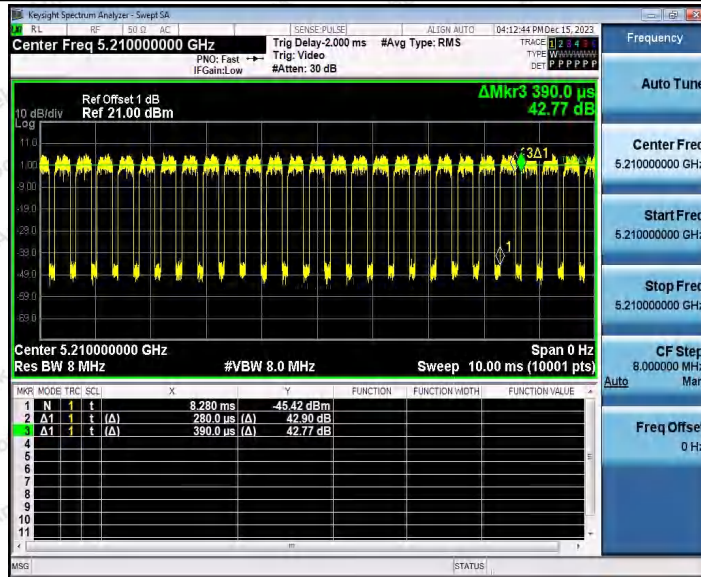 Keysight Spectrum Analyzer - Swept SA
RL RF 50 Ω AC SENSE:PULSE ALIGN AUTO 04:12:44 PM Dec 15, 2023
Center Freq 5.210000000 GHz
PNO: Fast
IFGain:Low
Trig Delay-2.000 ms
Trig: Video
#Atten: 30 dB
#Avg Type: RMS
TRACE 1 2 3 4 5 6
TYPE W
DET P P P P P P
Frequency
Auto Tune
Center Freq
5.210000000 GHz
Start Freq
5.210000000 GHz
Stop Freq
5.210000000 GHz
CF Step
8.000000 MHz
Auto Man
Freq Offset
0 Hz
ΔMkr3 390.0 µs
42.77 dB
Ref Offset 1 dB
10 dB/div Ref 21.00 dBm
Log
11.0
1.00
-9.00
-19.0
-29.0
-39.0
-49.0
-59.0
-69.0
3Δ1
1
Center 5.210000000 GHz Span 0 Hz
Res BW 8 MHz #VBW 8.0 MHz Sweep 10.00 ms (10001 pts)
MKR MODE TRC SCL X Y FUNCTION FUNCTION WIDTH FUNCTION VALUE
1 N 1 t 8.280 ms -45.42 dBm
2 Δ1 1 t (Δ) 280.0 µs (Δ) 42.90 dB
3 Δ1 1 t (Δ) 390.0 µs (Δ) 42.77 dB
4
5
6
7
8
9
10
11
MSG STATUS